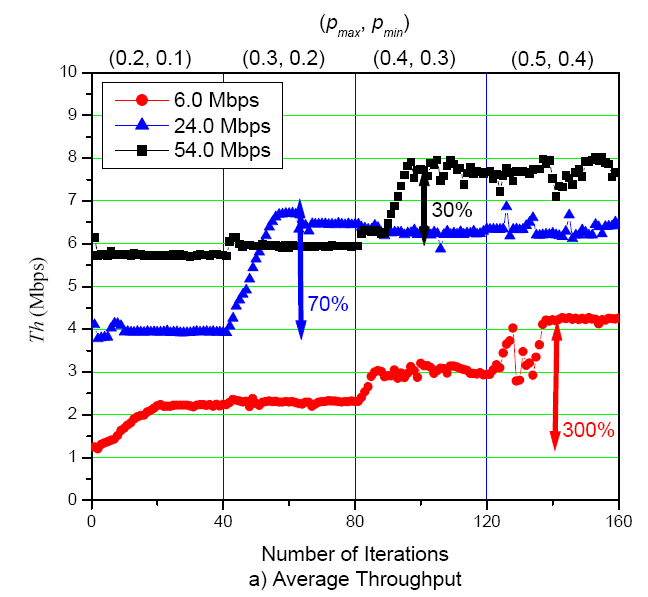 (pmax, pmin)
(0.2, 0.1) (0.3, 0.2) (0.4, 0.3) (0.5, 0.4)
10
9
8
7
6
5
4
3
2
1
0
Th (Mbps)
6.0 Mbps
24.0 Mbps
54.0 Mbps
30%
70%
300%
0 40 80 120 160
Number of Iterations
a) Average Throughput